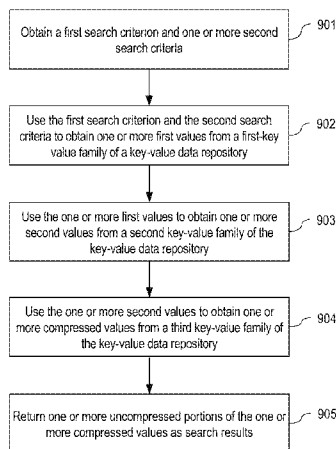 901
Obtain a first search criterion and one or more second
search criteria
902
Use the first search criterion and the second search
criteria to obtain one or more first values from a first-key
value family of a key-value data repository
903
Use the one or more first values to obtain one or more
second values from a second key-value family of the
key-value data repository
904
Use the one or more second values to obtain one or
more compressed values from a third key-value family of
the key-value data repository
905
Return one or more uncompressed portions of the one or
more compressed values as search results